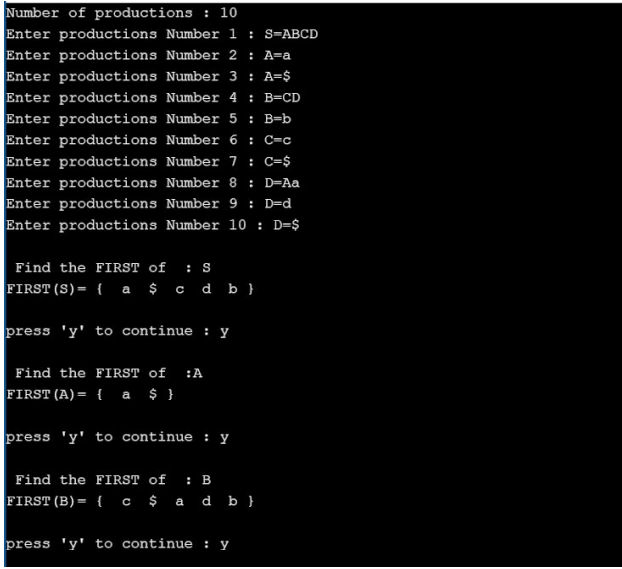 Number of productions : 10
Enter productions Number 1 : S=ABCD
Enter productions Number 2 : A=a
Enter productions Number 3 : A=$
Enter productions Number 4 : B=CD
Enter productions Number 5 : B=b
Enter productions Number 6 : C=c
Enter productions Number 7 : C=$
Enter productions Number 8 : D=Aa
Enter productions Number 9 : D=d
Enter productions Number 10 : D=$
Find the FIRST of  : S
FIRST(S)= {  a  $  c  d  b }
press 'y' to continue : y
Find the FIRST of  :A
FIRST(A)= {  a  $ }
press 'y' to continue : y
Find the FIRST of  : B
FIRST(B)= {  c  $  a  d  b }
press 'y' to continue : y